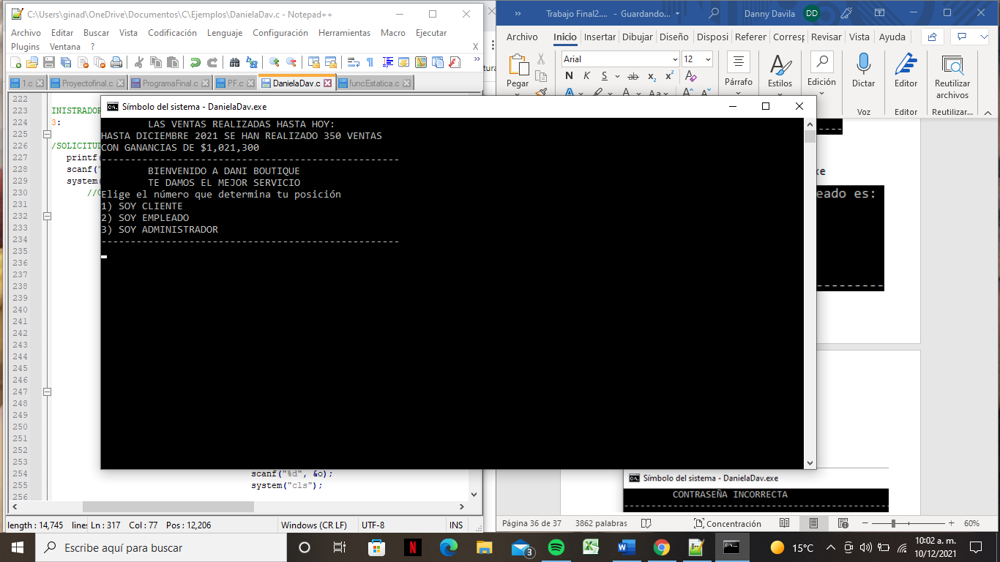 C:\Users\ginad\OneDrive\Documentos\C\Ejemplos\DanielaDav.c - Notepad++
Archivo Editar Buscar Vista Codificación Lenguaje Configuración Herramientas Macro Ejecutar
Plugins Ventana ? X
1.c Proyectofinal.c ProgramaFinal.c PF.c DanielaDav.c funcEstatica.c
222
223 INISTRADOR
224 3:
225
226 /SOLICITUD
227 printf(
228 scanf("
229 system(
230 //
231
232
233
234
235
236
237
238
239
240
241
242
243
244
245
246
247
248
249
250
251
252
253
254 scanf("%d", &o);
255 system("cls");
256
length : 14,745 lines Ln : 317 Col : 77 Pos : 12,206 Windows (CR LF) UTF-8 INS
Trabajo Final2.... - Guardando... Danny Davila DD
Archivo Inicio Insertar Dibujar Diseño Disposi Referer Corresp Revisar Vista Ayuda
Arial 12
N K S ab x₂ x² A
Pegar A Aa A A Párrafo Estilos Edición Dictar Editor Reutilizar archivos
Voz Editor Reutilizar...
xe
eado es:
---------
Símbolo del sistema - DanielaDav.exe
LAS VENTAS REALIZADAS HASTA HOY:
HASTA DICIEMBRE 2021 SE HAN REALIZADO 350 VENTAS
CON GANANCIAS DE $1,021,300
---------------------------------------------------
BIENVENIDO A DANI BOUTIQUE
TE DAMOS EL MEJOR SERVICIO
Elige el número que determina tu posición
1) SOY CLIENTE
2) SOY EMPLEADO
3) SOY ADMINISTRADOR
---------------------------------------------------
Símbolo del sistema - DanielaDav.exe
CONTRASEÑA INCORRECTA
---------------------------------------------
Página 36 de 37 3862 palabras Concentración 60%
Escribe aquí para buscar
3
15°C
10:02 a. m.
10/12/2021